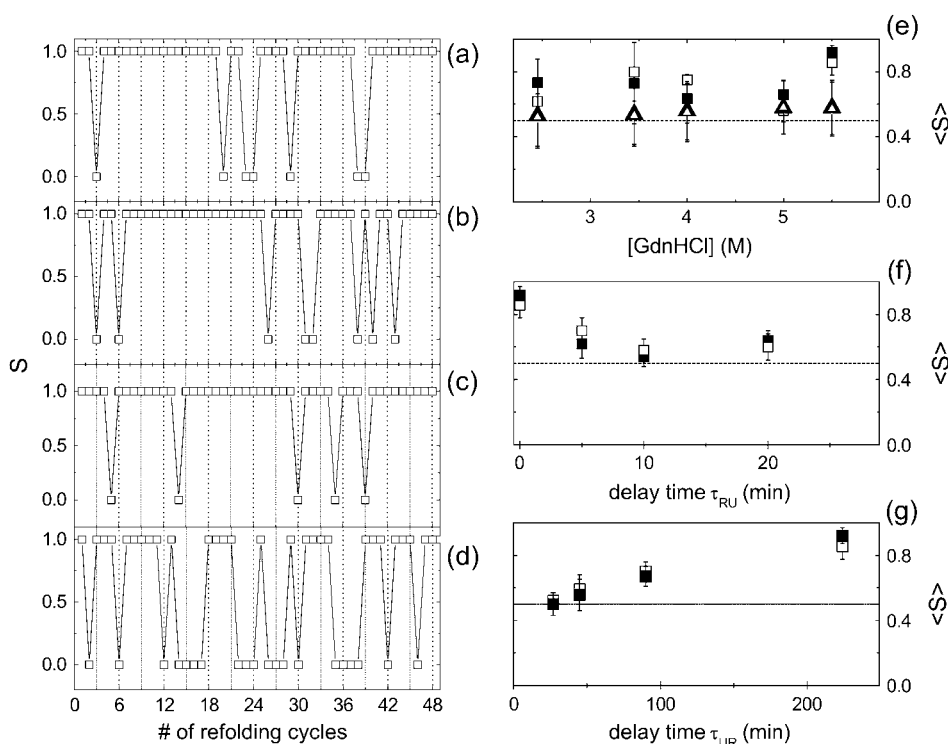 1.0
0.5
0.0
(a)
1.0
0.5
0.0
(b)
S
1.0
0.5
0.0
(c)
1.0
0.5
0.0
(d)
0 6 12 18 24 30 36 42 48
# of refolding cycles
(e)
0.8
0.4
0.0
<S>
3 4 5
[GdnHCl] (M)
(f)
0.8
0.4
0.0
<S>
0 10 20
delay time τRU (min)
(g)
0.8
0.4
0.0
<S>
0 100 200
delay time τUR (min)